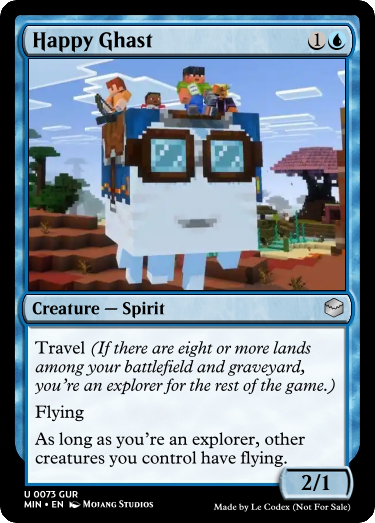 Happy Ghast 1
Creature — Spirit
Travel (If there are eight or more lands
among your battlefield and graveyard,
you're an explorer for the rest of the game.)
Flying
As long as you're an explorer, other
creatures you control have flying.
2/1
U 0073 GUR
MIN • EN Mojang Studios
Made by Le Codex (Not For Sale)